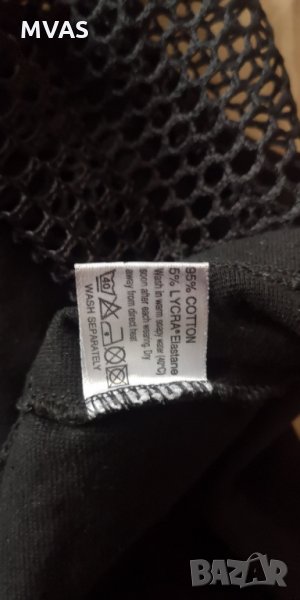 MVAS
95% COTTON
5% LYCRA® Elastane
Wash in warm soapy water (40°C)
soon after each wearing. Dry
away from direct heat
40
WASH SEPARATELY
BAZAR